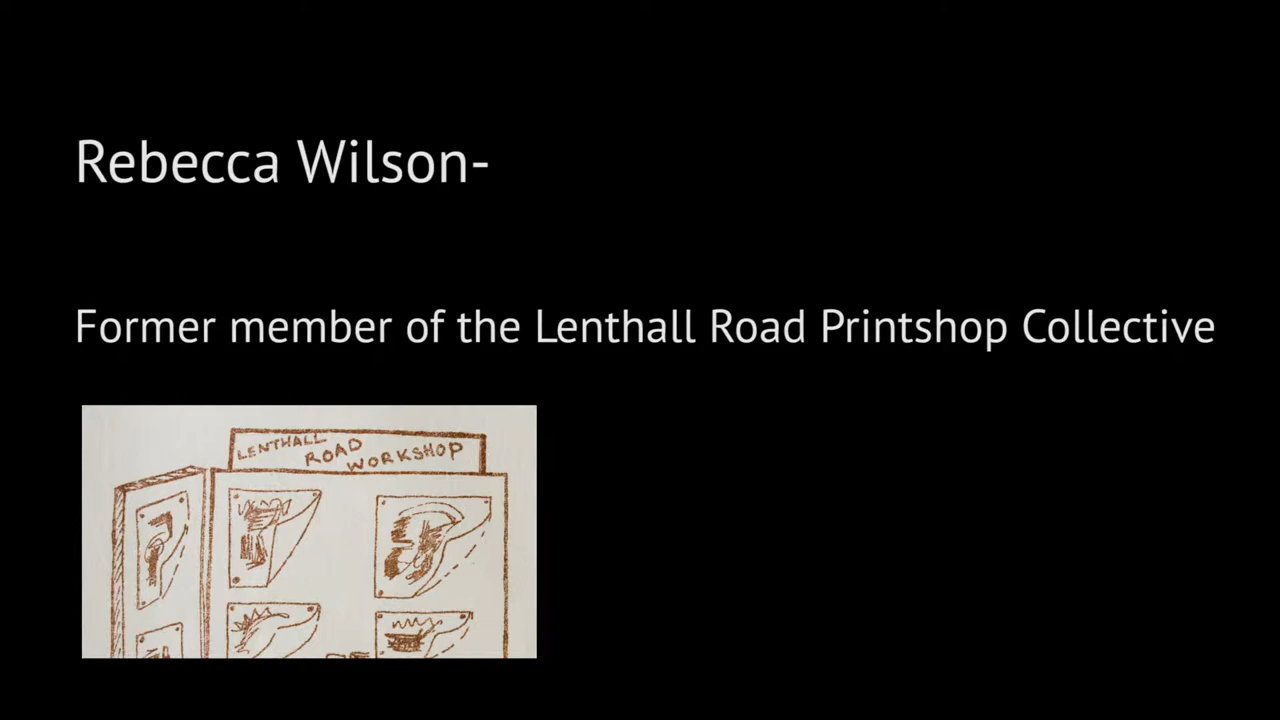 Rebecca Wilson-
Former member of the Lenthall Road Printshop Collective
LENTHALL
ROAD
WORKSHOP